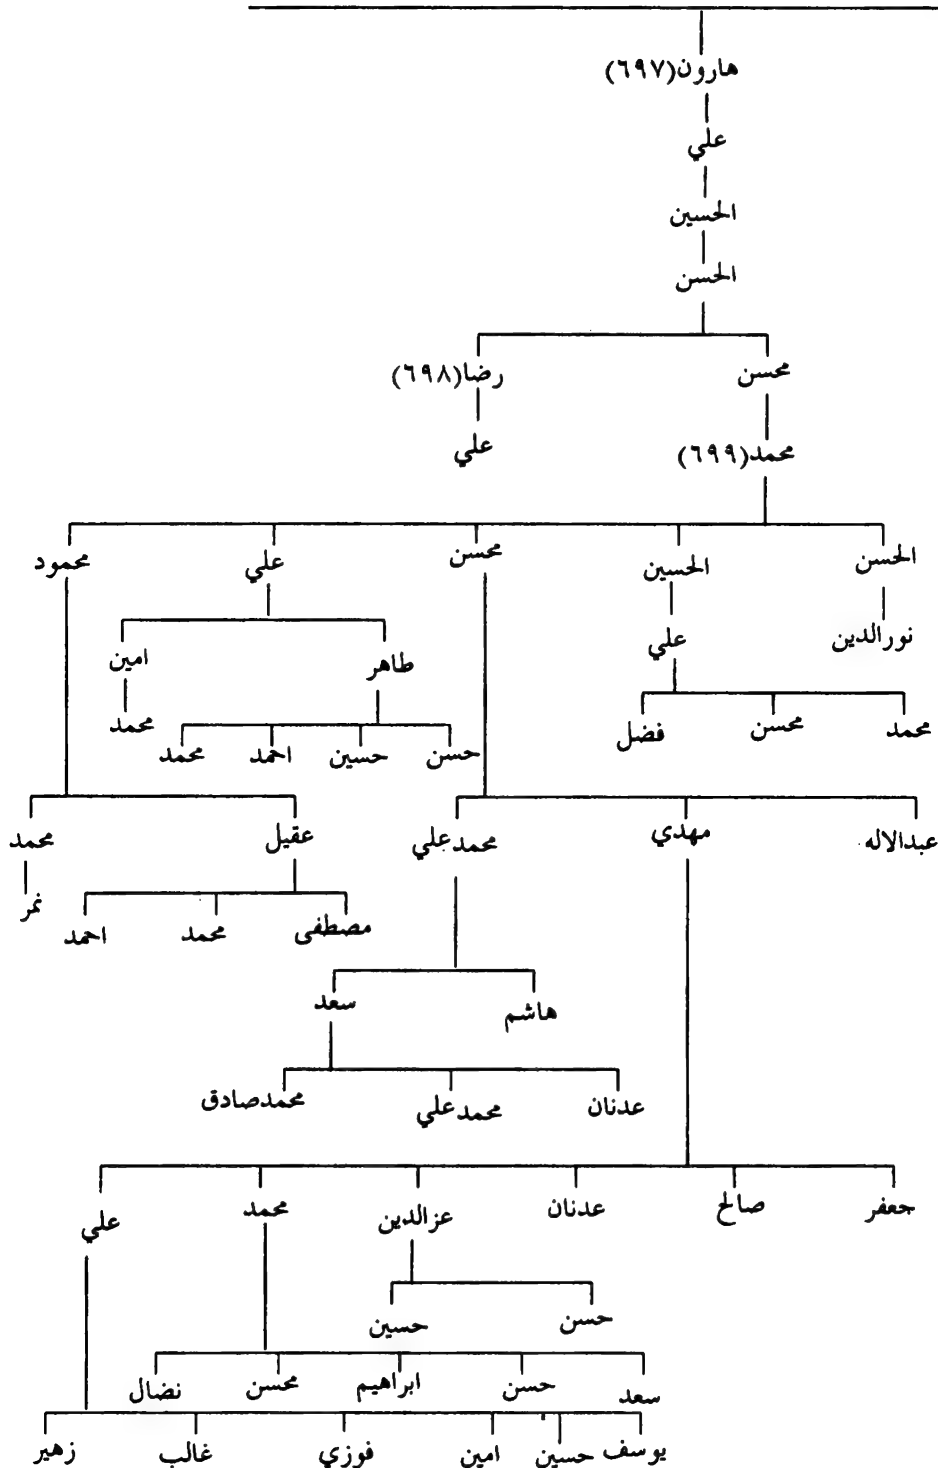 هارون(٦٩٧)
علي
الحسين
الحسن
محسن رضا(٦٩٨)
محمد(٦٩٩) علي
الحسن الحسين محسن علي محمود
نورالدين علي طاهر امين
محمد محسن فضل حسن حسين احمد محمد محمد
عبدالاله مهدي محمدعلي عقيل محمد
مصطفى محمد احمد نمر
هاشم سعد
عدنان محمدعلي محمدصادق
جعفر صالح عدنان عزالدين محمد علي
حسن حسين
سعد حسن ابراهيم محسن نضال
يوسف حسين امين فوزي غالب زهير